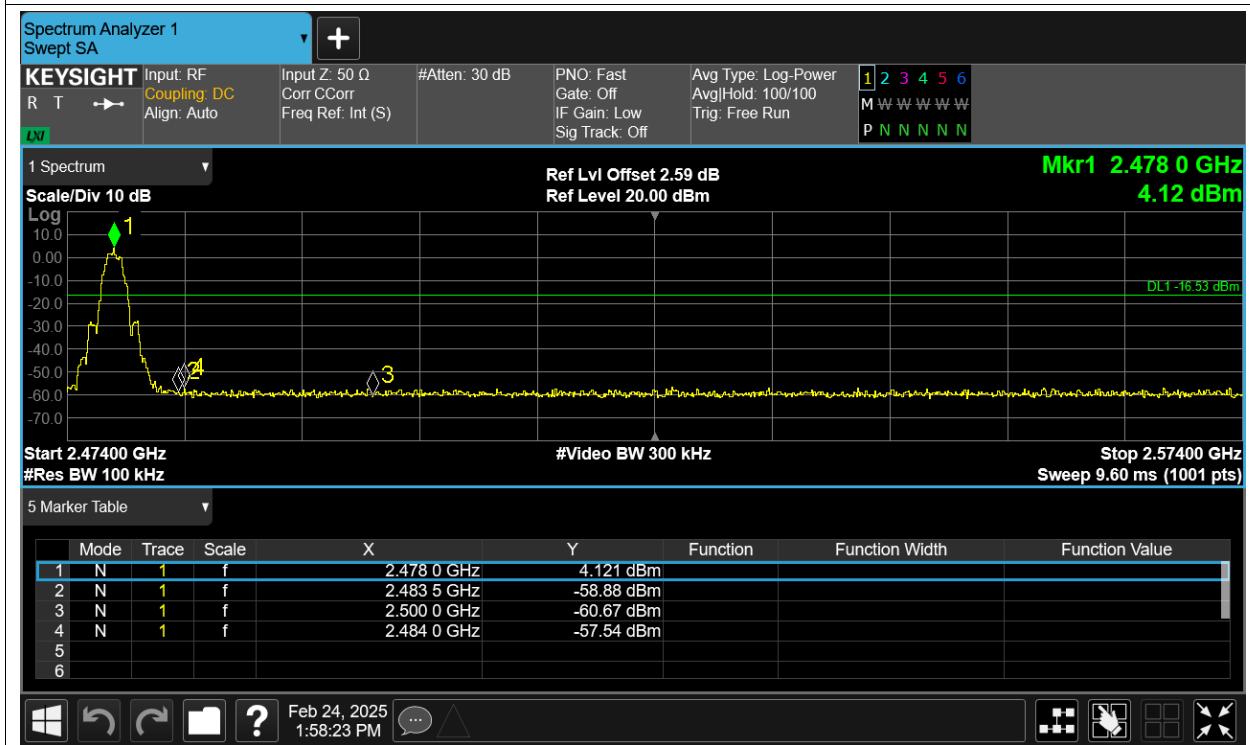 Spectrum Analyzer 1
Swept SA
KEYSIGHT
R T
LXI
Input: RF
Coupling: DC
Align: Auto
Input Z: 50 Ω
Corr CCorr
Freq Ref: Int (S)
#Atten: 30 dB
PNO: Fast
Gate: Off
IF Gain: Low
Sig Track: Off
Avg Type: Log-Power
Avg|Hold: 100/100
Trig: Free Run
1 2 3 4 5 6
M W W W W W
P N N N N N
1 Spectrum
Scale/Div 10 dB
Ref Lvl Offset 2.59 dB
Ref Level 20.00 dBm
Mkr1 2.478 0 GHz
4.12 dBm
Log
10.0
0.00
-10.0
-20.0
-30.0
-40.0
-50.0
-60.0
-70.0
1
2
4
3
DL1 -16.53 dBm
Start 2.47400 GHz
#Res BW 100 kHz
#Video BW 300 kHz
Stop 2.57400 GHz
Sweep 9.60 ms (1001 pts)
5 Marker Table
Mode Trace Scale X Y Function Function Width Function Value
1 N 1 f 2.478 0 GHz 4.121 dBm
2 N 1 f 2.483 5 GHz -58.88 dBm
3 N 1 f 2.500 0 GHz -60.67 dBm
4 N 1 f 2.484 0 GHz -57.54 dBm
5
6
?
Feb 24, 2025
1:58:23 PM